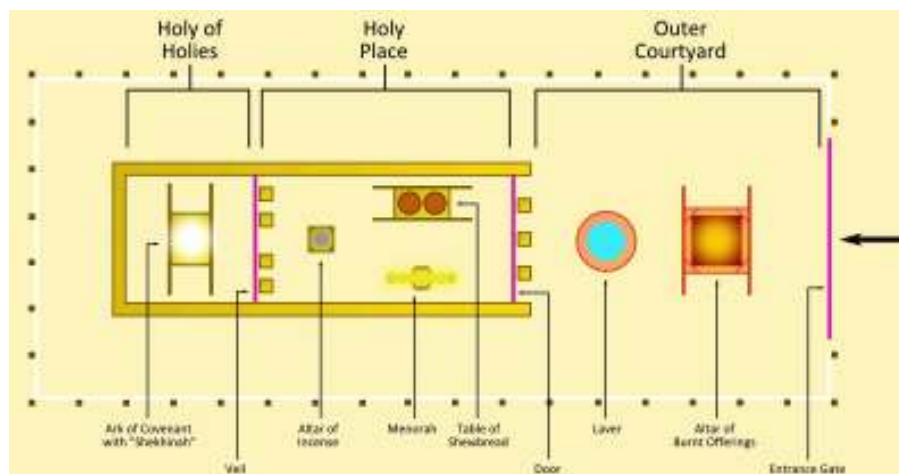 Holy of
Holies
Holy
Place
Outer
Courtyard
Ark of Covenant
with "Shekhinah"
Altar of
Incense
Menorah
Table of
Shewbread
Laver
Altar of
Burnt Offerings
Veil
Door
Entrance Gate